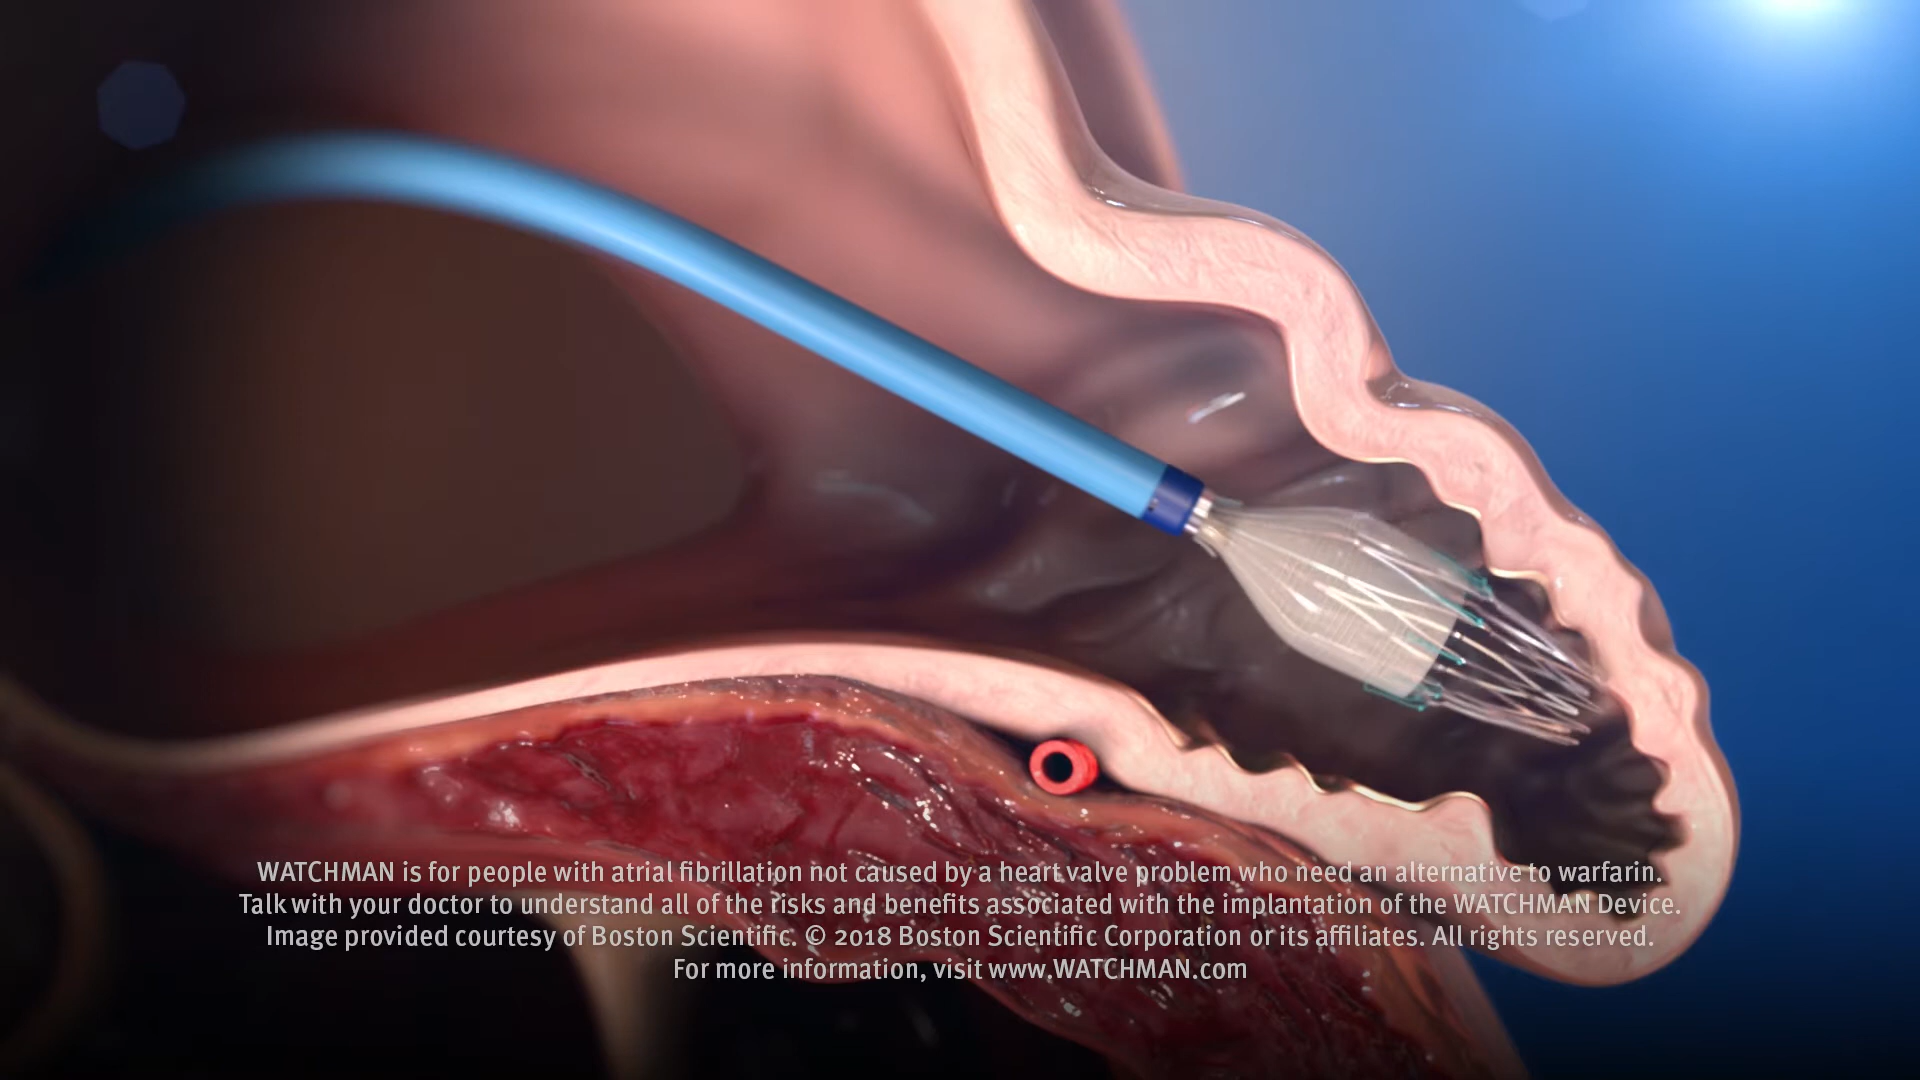 WATCHMAN is for people with atrial fibrillation not caused by a heart valve problem who need an alternative to warfarin.
Talk with your doctor to understand all of the risks and benefits associated with the implantation of the WATCHMAN Device.
Image provided courtesy of Boston Scientific. © 2018 Boston Scientific Corporation or its affiliates. All rights reserved.
For more information, visit www.WATCHMAN.com